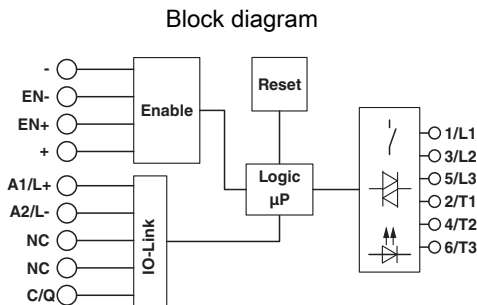 Block diagram
-
EN-
EN+
+
Enable
Reset
A1/L+
A2/L-
NC
NC
C/Q
IO-Link
Logic
µP
1/L1
3/L2
5/L3
2/T1
4/T2
6/T3